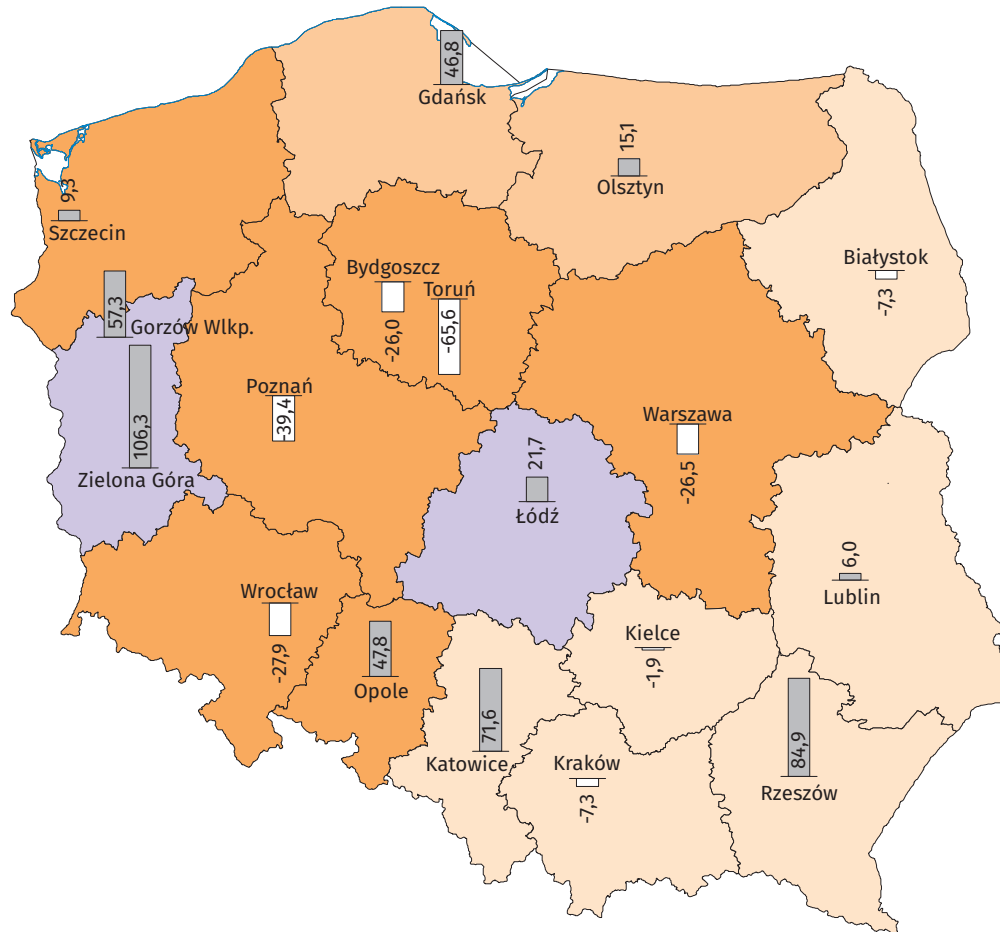 46,8
Gdańsk
15,1
Olsztyn
9,3
Szczecin
Białystok
-7,3
Bydgoszcz
-26,0
Toruń
-65,6
57,3
Gorzów Wlkp.
106,3
Zielona Góra
Poznań
-39,4
Warszawa
-26,5
21,7
Łódź
6,0
Lublin
Wrocław
-27,9
47,8
Opole
Kielce
-1,9
71,6
Katowice
Kraków
-7,3
84,9
Rzeszów